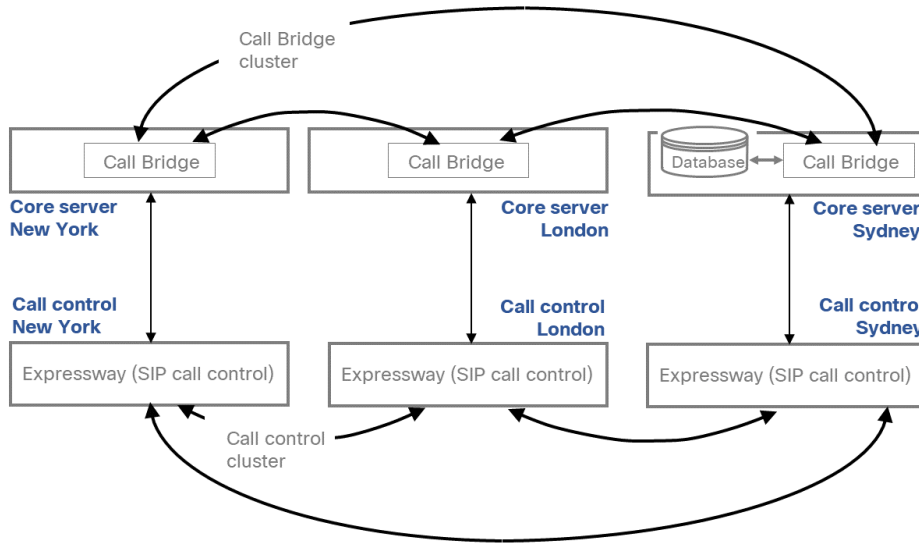 Call Bridge
cluster
Call Bridge
Call Bridge
Database
Call Bridge
Core server
New York
Core server
London
Core server
Sydney
Call control
New York
Call control
London
Call control
Sydney
Expressway (SIP call control)
Expressway (SIP call control)
Expressway (SIP call control)
Call control
cluster